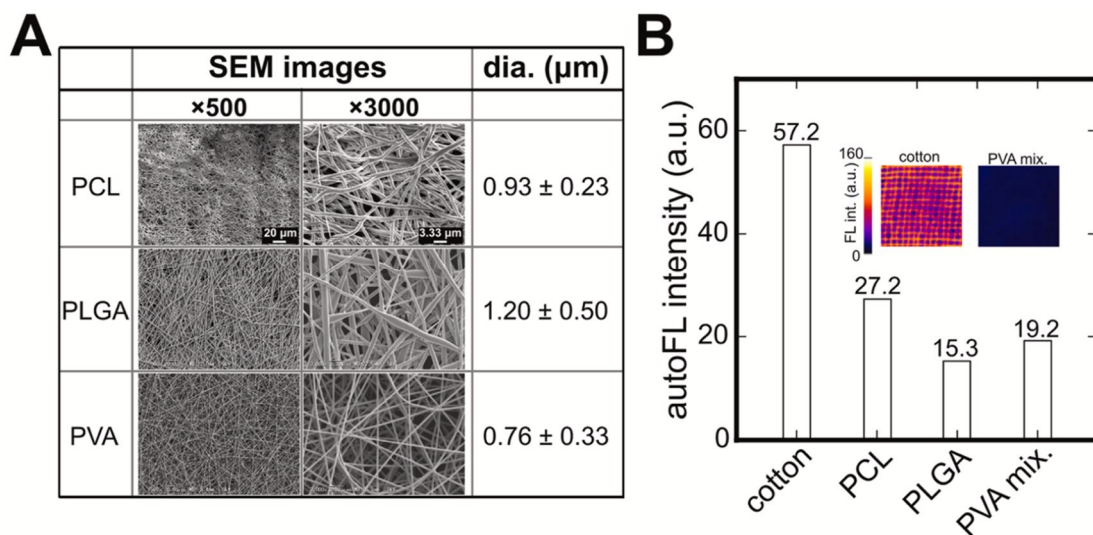 A
SEM images dia. (µm)
×500 ×3000
PCL 0.93 ± 0.23
20 µm 3.33 µm
PLGA 1.20 ± 0.50
PVA 0.76 ± 0.33
B
autoFL intensity (a.u.)
60
40
20
0
57.2
27.2
15.3
19.2
160
FL int. (a.u.)
0
cotton PVA mix.
cotton
PCL
PLGA
PVA mix.